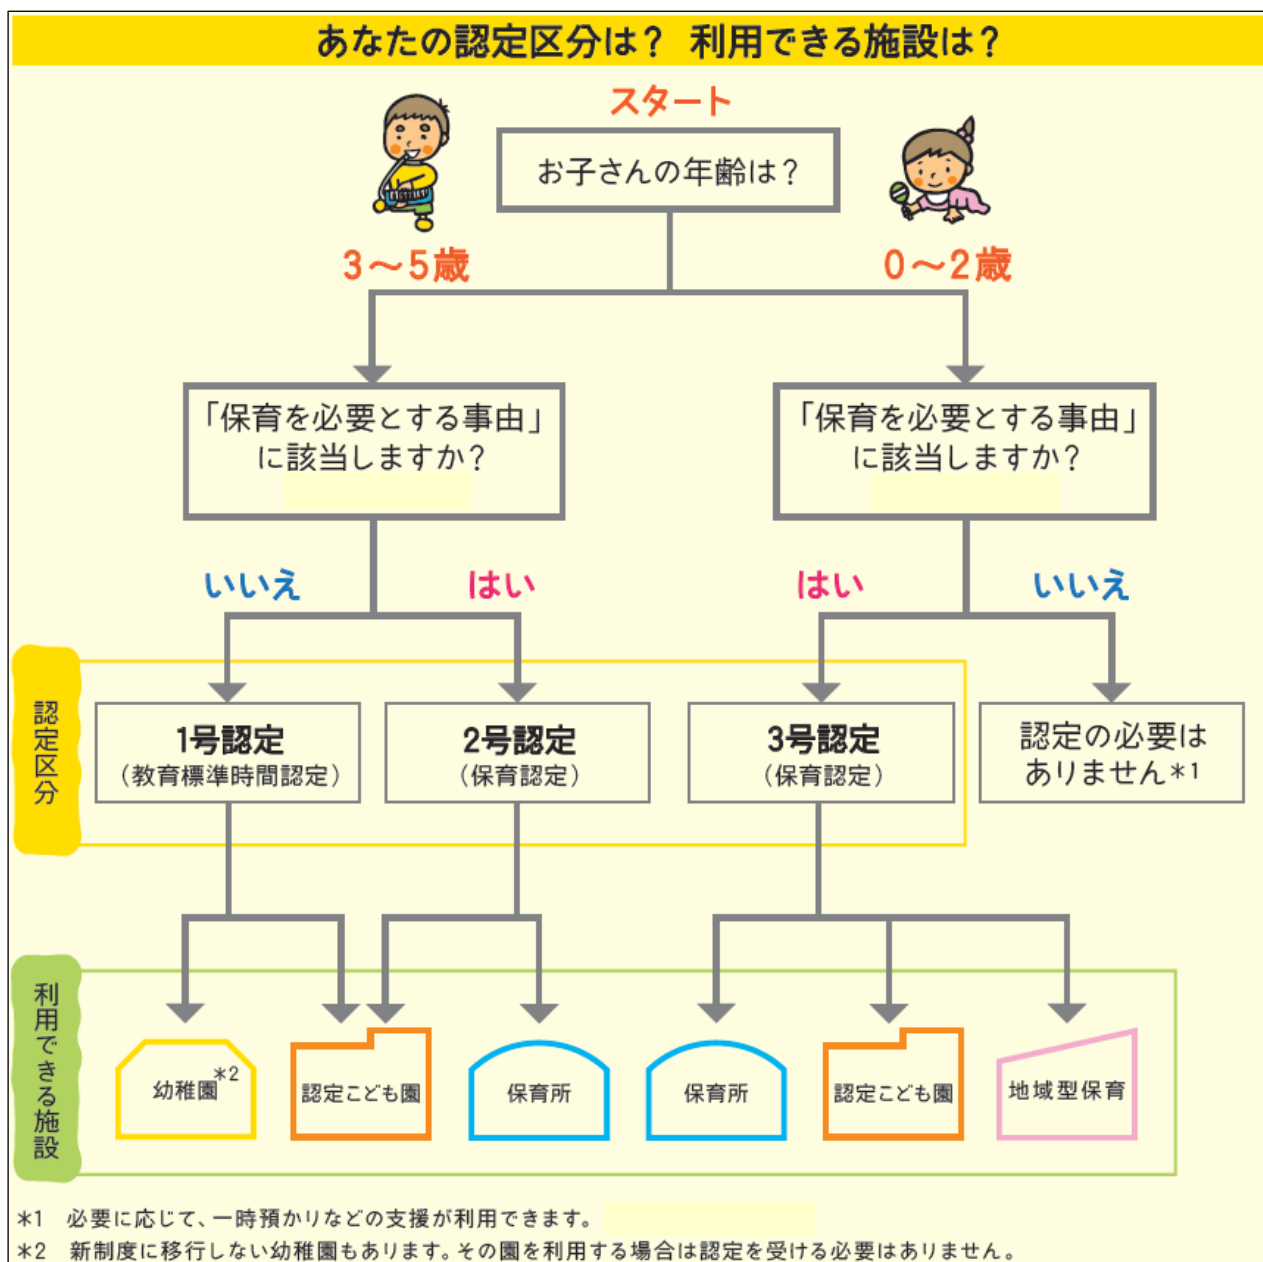 あなたの認定区分は？ 利用できる施設は？
スタート
お子さんの年齢は？
3～5歳
0～2歳
「保育を必要とする事由」
に該当しますか？
「保育を必要とする事由」
に該当しますか？
いいえ
はい
はい
いいえ
認定区分
1号認定
（教育標準時間認定）
2号認定
（保育認定）
3号認定
（保育認定）
認定の必要は
ありません*1
利用できる施設
幼稚園*2
認定こども園
保育所
保育所
認定こども園
地域型保育
*1 必要に応じて、一時預かりなどの支援が利用できます。
*2 新制度に移行しない幼稚園もあります。その園を利用する場合は認定を受ける必要はありません。